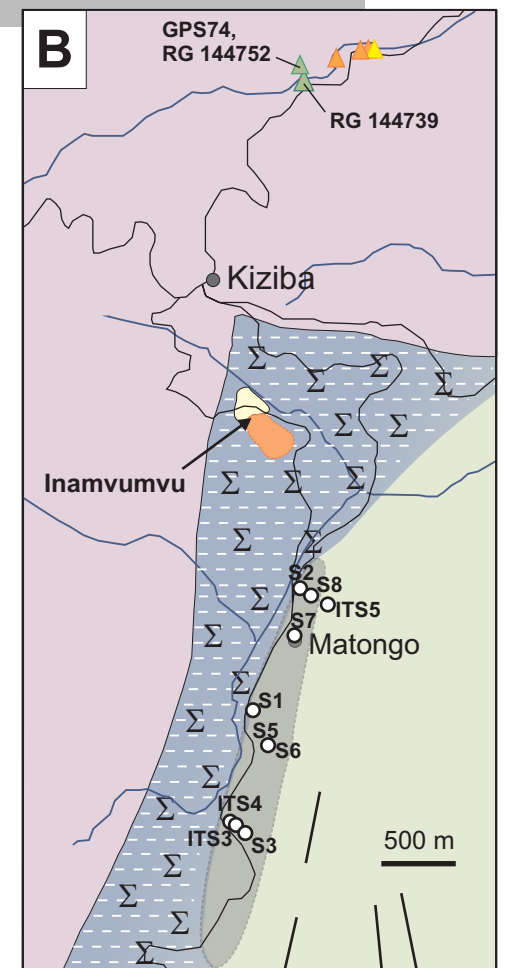 B
GPS74,
RG 144752
RG 144739
Kiziba
Σ
Σ
Σ
Σ
Σ
Σ
Inamvumvu
Σ
Σ
Σ
Σ
Σ
S2
S8
Σ
ITS5
S7
Σ
Matongo
Σ
S1
Σ
S5
S6
Σ
ITS4
Σ
ITS3
S3
500 m
Σ
Σ
Σ
Σ